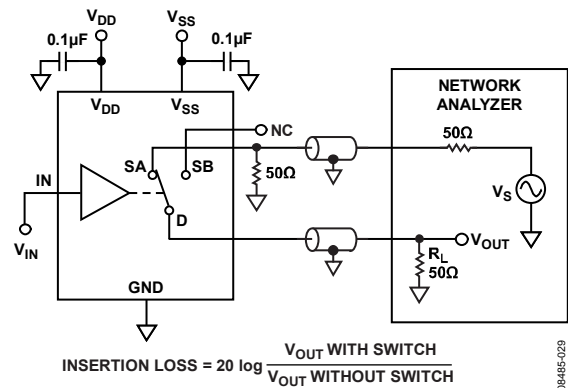 VDD
VSS
0.1µF
0.1µF
VDD
VSS
NETWORK
ANALYZER
NC
50Ω
SA
SB
50Ω
IN
VS
D
VOUT
VIN
RL
50Ω
GND
INSERTION LOSS = 20 log VOUT WITH SWITCH
VOUT WITHOUT SWITCH
08485-029